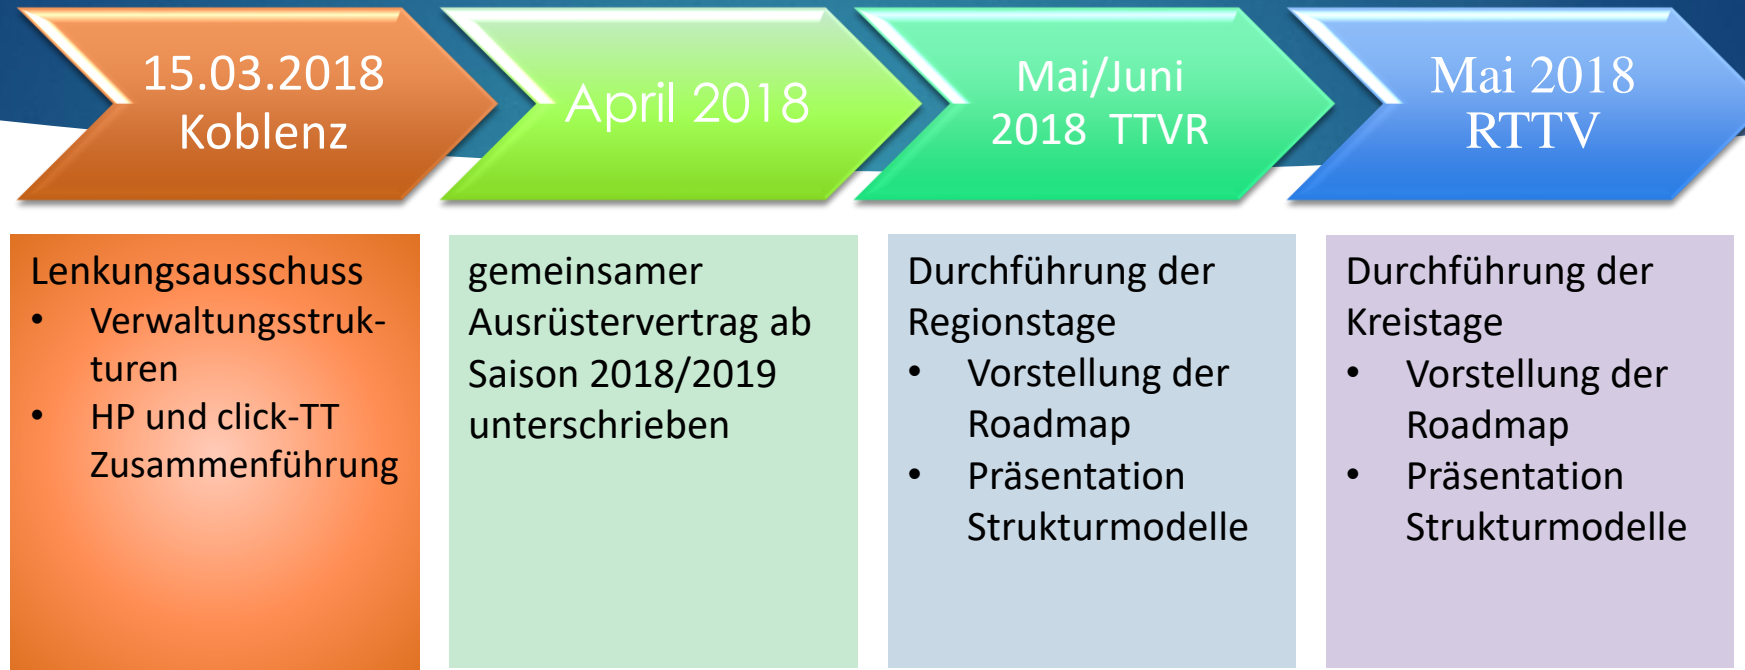 15.03.2018
Koblenz
April 2018
Mai/Juni
2018 TTVR
Mai 2018
RTTV
Lenkungsausschuss
• Verwaltungsstruk-
turen
• HP und click-TT
Zusammenführung
gemeinsamer
Ausrüstervertrag ab
Saison 2018/2019
unterschrieben
Durchführung der
Regionstage
• Vorstellung der
Roadmap
• Präsentation
Strukturmodelle
Durchführung der
Kreistage
• Vorstellung der
Roadmap
• Präsentation
Strukturmodelle